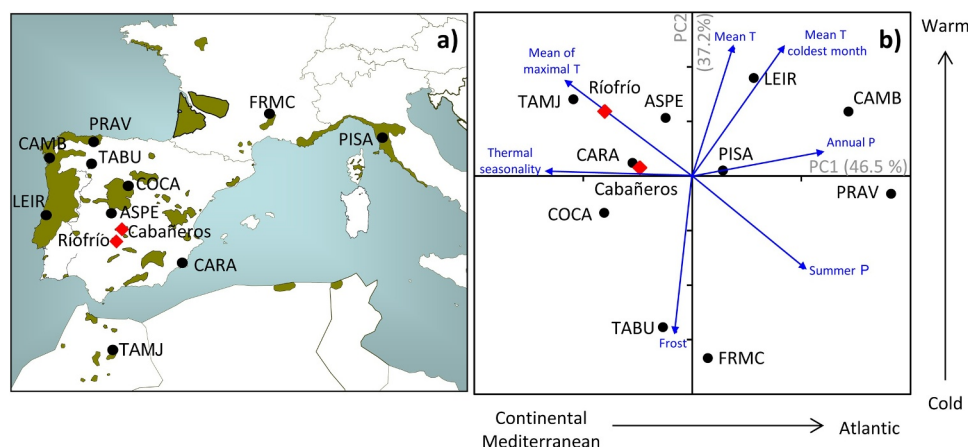 a)
FRMC
PRAV
CAMB
TABU
PISA
COCA
LEIR
ASPE
Cabañeros
Ríofrío
CARA
TAMJ
b)
PC2
(37.2%)
Mean T
Mean T
coldest month
Mean of
maximal T
Ríofrío
LEIR
TAMJ
ASPE
CAMB
Annual P
CARA
PISA
Thermal
seasonality
PC1 (46.5 %)
Cabañeros
PRAV
COCA
Summer P
TABU
Frost
FRMC
Warm
Cold
Continental
Mediterranean
Atlantic